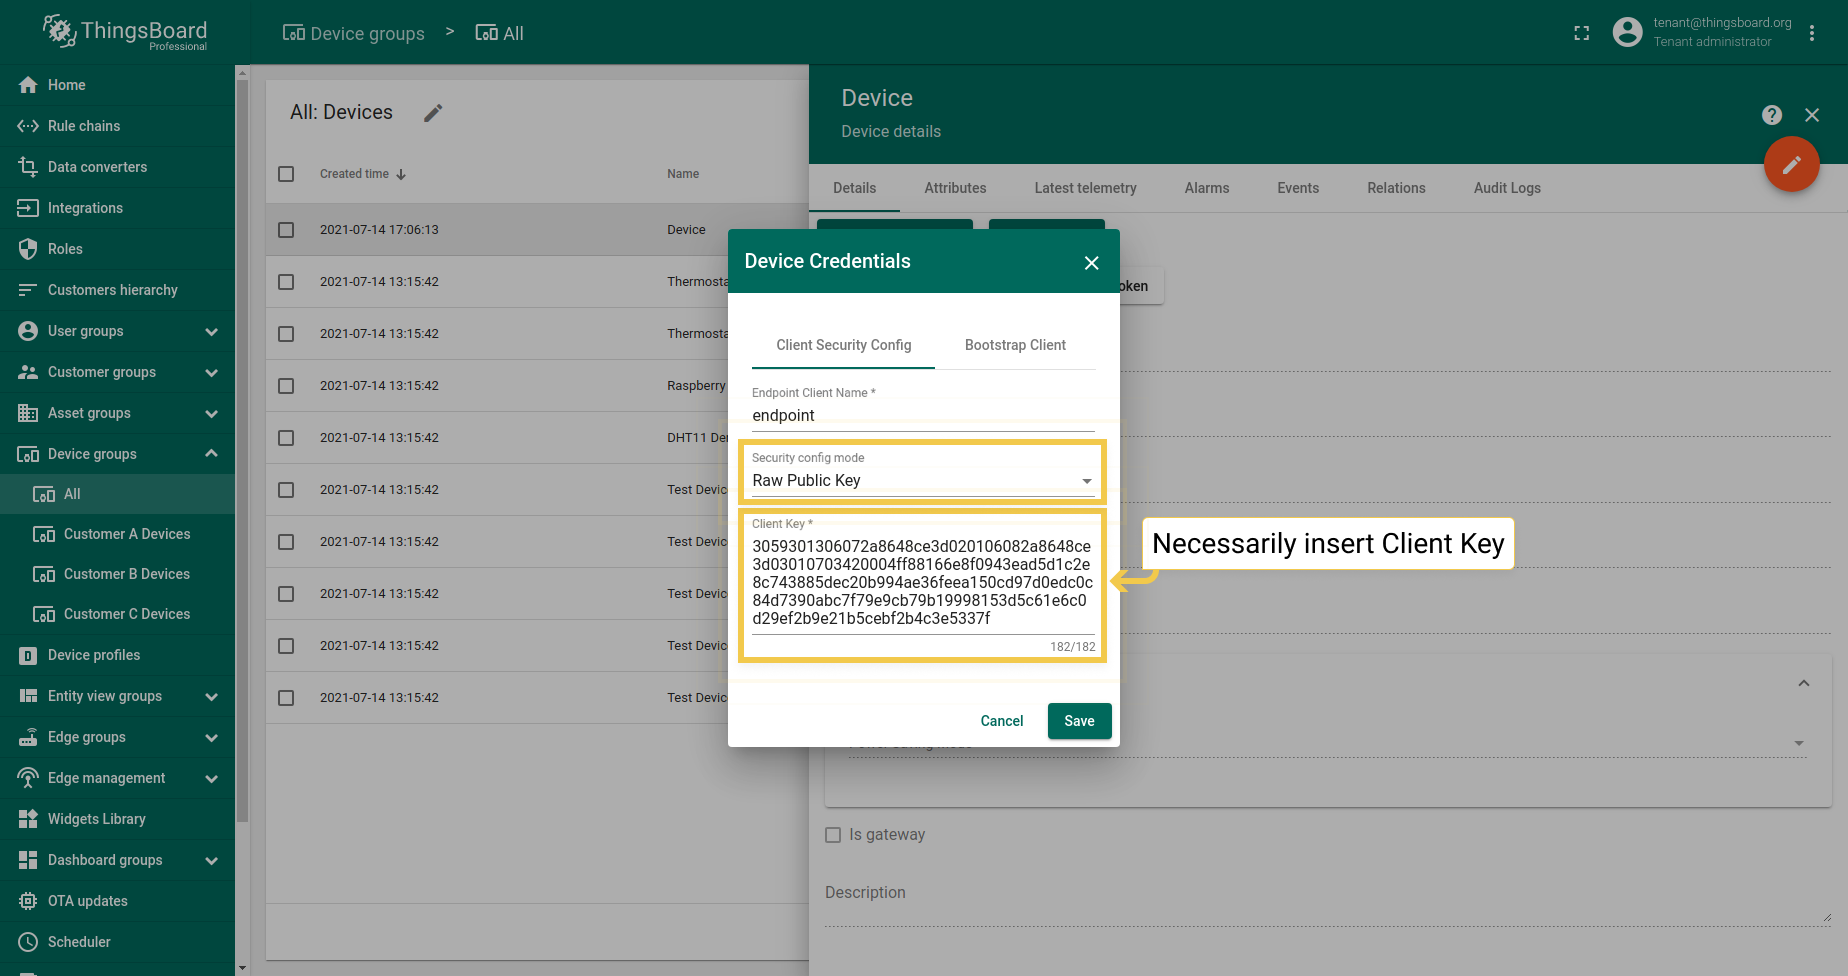 ThingsBoard
Professional
Device groups > All
tenant@thingsboard.org
Tenant administrator
Home
Rule chains
Data converters
Integrations
Roles
Customers hierarchy
User groups
Customer groups
Asset groups
Device groups
All
Customer A Devices
Customer B Devices
Customer C Devices
Device profiles
Entity view groups
Edge groups
Edge management
Widgets Library
Dashboard groups
OTA updates
Scheduler
All: Devices
Created time Name
2021-07-14 17:06:13 Device
2021-07-14 13:15:42 Thermosta
2021-07-14 13:15:42 Thermosta
2021-07-14 13:15:42 Raspberry
2021-07-14 13:15:42 DHT11 De
2021-07-14 13:15:42 Test Devic
2021-07-14 13:15:42 Test Devic
2021-07-14 13:15:42 Test Devic
2021-07-14 13:15:42 Test Devic
2021-07-14 13:15:42 Test Devic
Device
Device details
Details Attributes Latest telemetry Alarms Events Relations Audit Logs
oken
Device Credentials
Client Security Config Bootstrap Client
Endpoint Client Name *
endpoint
Security config mode
Raw Public Key
Client Key *
3059301306072a8648ce3d020106082a8648ce
3d03010703420004ff88166e8f0943ead5d1c2e
8c743885dec20b994ae36feea150cd97d0edc0c
84d7390abc7f79e9cb79b19998153d5c61e6c0
d29ef2b9e21b5cebf2b4c3e5337f
182/182
Cancel Save
Necessarily insert Client Key
Is gateway
Description